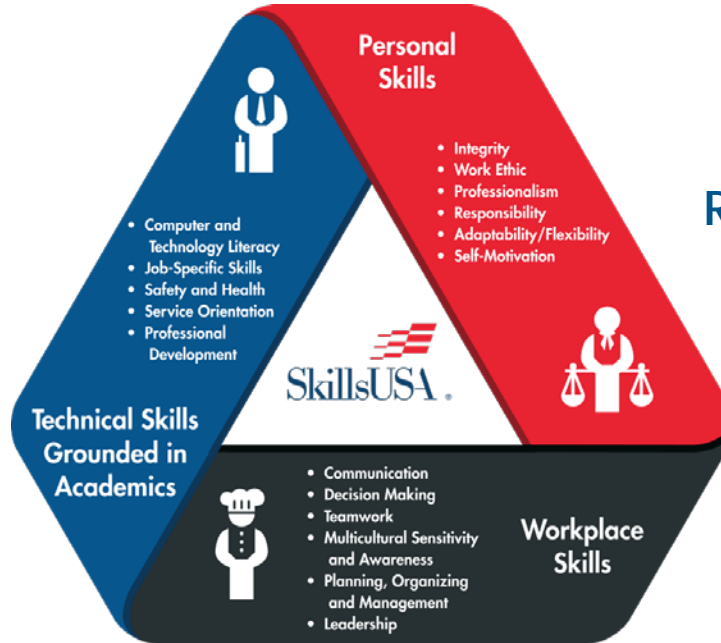 Personal
Skills
• Integrity
• Work Ethic
• Professionalism
• Responsibility
• Adaptability/Flexibility
• Self-Motivation
R
• Computer and
Technology Literacy
• Job-Specific Skills
• Safety and Health
• Service Orientation
• Professional
Development
SkillsUSA®
Technical Skills
Grounded in
Academics
• Communication
• Decision Making
• Teamwork
• Multicultural Sensitivity
and Awareness
• Planning, Organizing
and Management
• Leadership
Workplace
Skills